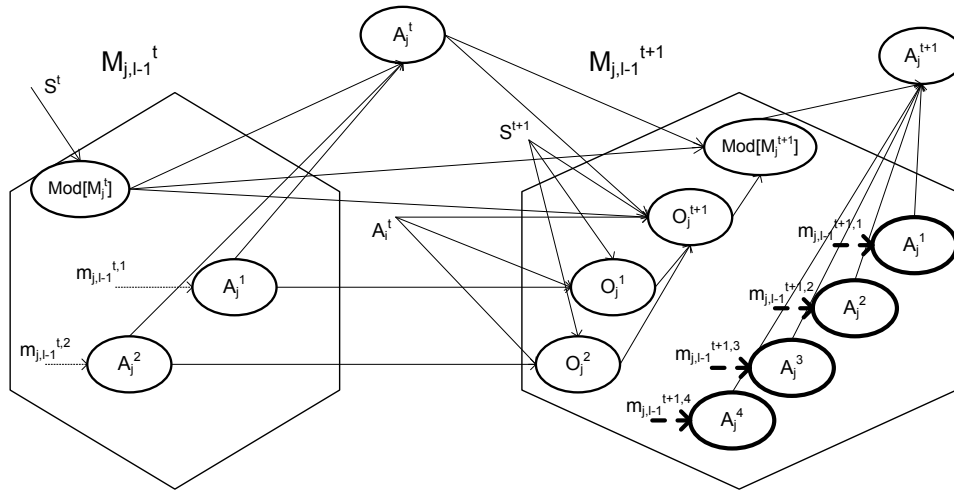 A_j^t
M_{j,l-1}^t
M_{j,l-1}^{t+1}
A_j^{t+1}
S^t
S^{t+1}
Mod[M_j^{t+1}]
Mod[M_j^t]
O_j^{t+1}
A_i^t
m_{j,l-1}^{t+1,1}
A_j^1
m_{j,l-1}^{t,1}
A_j^1
O_j^1
m_{j,l-1}^{t+1,2}
A_j^2
m_{j,l-1}^{t,2}
A_j^2
O_j^2
m_{j,l-1}^{t+1,3}
A_j^3
m_{j,l-1}^{t+1,4}
A_j^4